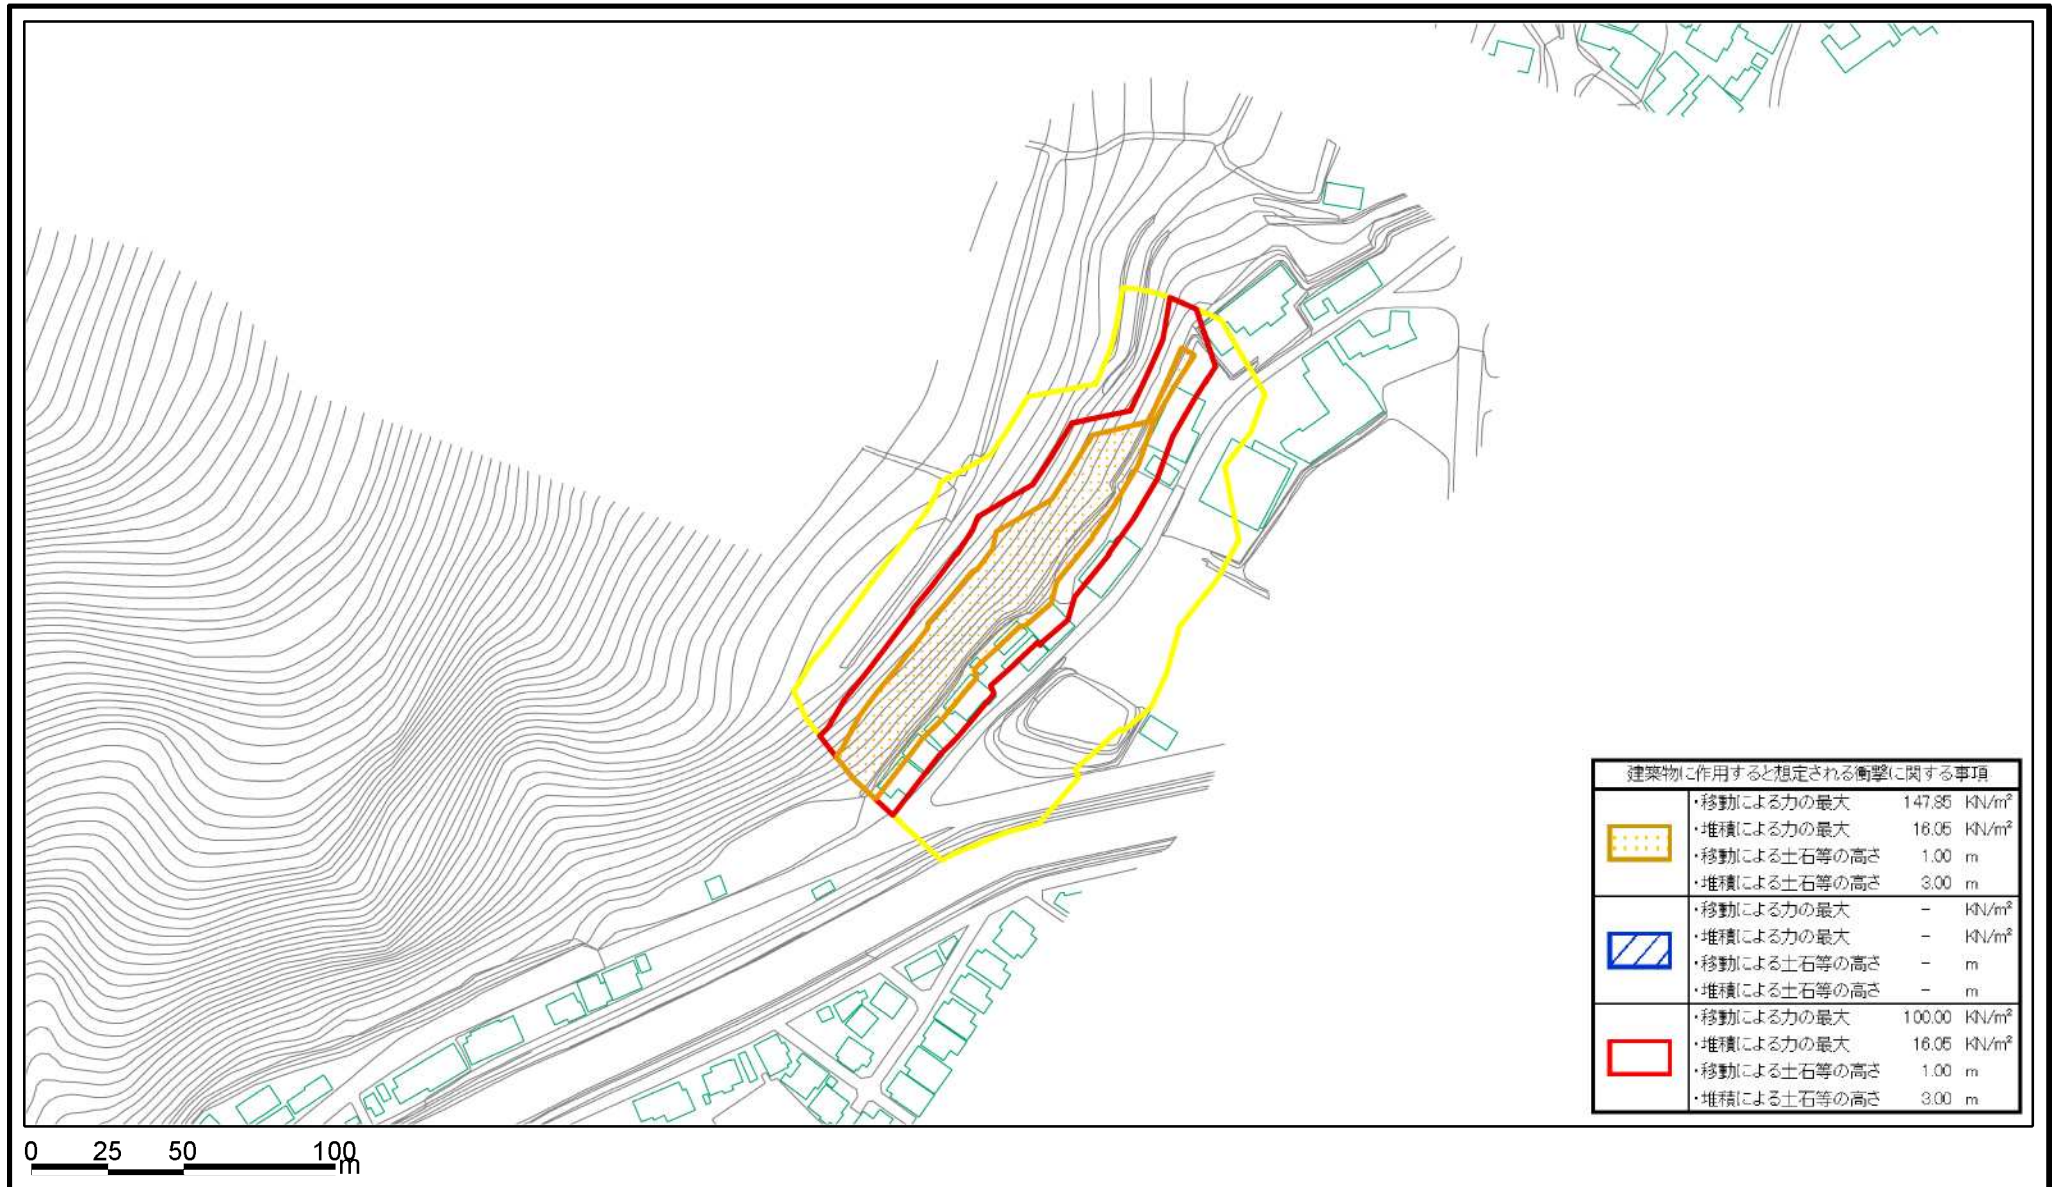 建築物に作用すると想定される衝撃に関する事項
・移動による力の最大 147.85 KN/m²
・堆積による力の最大 16.05 KN/m²
・移動による土石等の高さ 1.00 m
・堆積による土石等の高さ 3.00 m
・移動による力の最大 - KN/m²
・堆積による力の最大 - KN/m²
・移動による土石等の高さ - m
・堆積による土石等の高さ - m
・移動による力の最大 100.00 KN/m²
・堆積による力の最大 16.05 KN/m²
・移動による土石等の高さ 1.00 m
・堆積による土石等の高さ 3.00 m
0 25 50 100 m